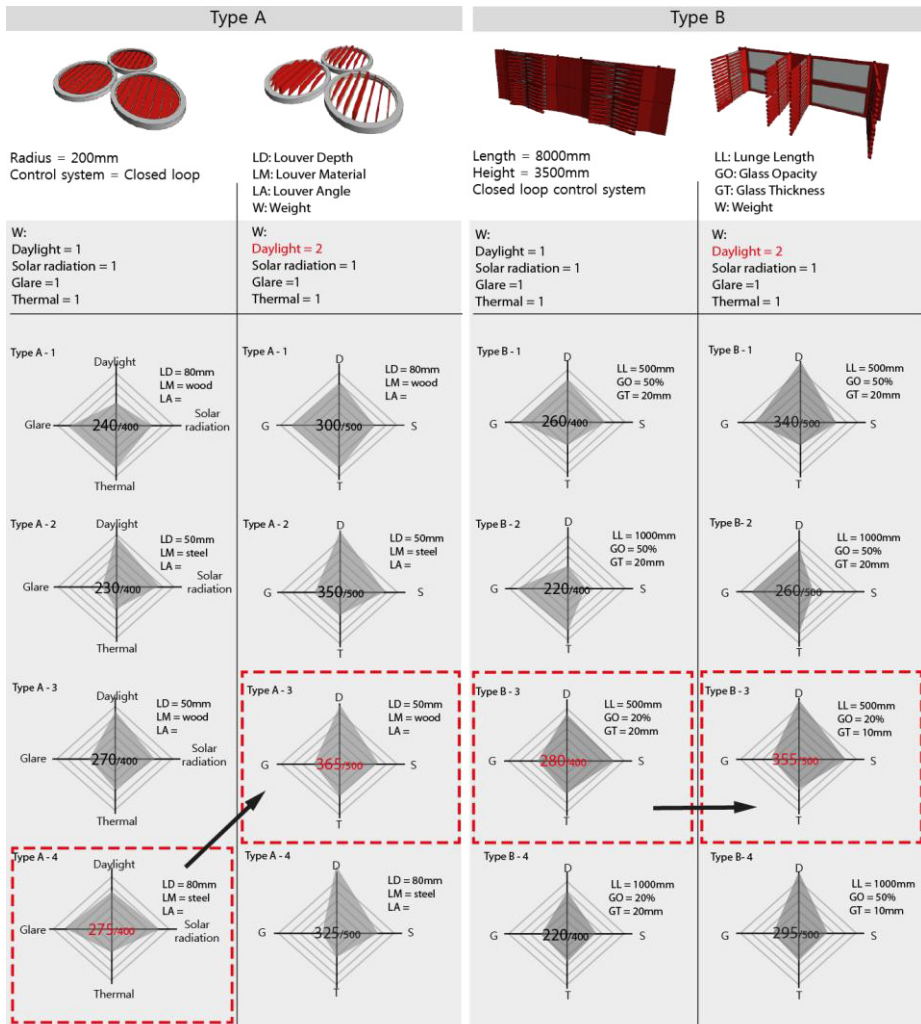 Type A
Type B
Radius = 200mm
Control system = Closed loop
LD: Louver Depth
LM: Louver Material
LA: Louver Angle
W: Weight
Length = 8000mm
Height = 3500mm
Closed loop control system
LL: Lunge Length
GO: Glass Opacity
GT: Glass Thickness
W: Weight
W:
Daylight = 1
Solar radiation = 1
Glare =1
Thermal = 1
W:
Daylight = 2
Solar radiation = 1
Glare =1
Thermal = 1
W:
Daylight = 1
Solar radiation = 1
Glare =1
Thermal = 1
W:
Daylight = 2
Solar radiation = 1
Glare =1
Thermal = 1
Type A - 1
Daylight
LD = 80mm
LM = wood
LA =
Glare
240/400
Solar
radiation
Thermal
Type A - 1
D
LD = 80mm
LM = wood
LA =
G
300/500
S
T
Type B - 1
D
LL = 500mm
GO = 50%
GT = 20mm
G
260/400
S
T
Type B - 1
D
LL = 500mm
GO = 50%
GT = 20mm
G
340/500
S
T
Type A - 2
Daylight
LD = 50mm
LM = steel
LA =
Glare
230/400
Solar
radiation
Thermal
Type A - 2
D
LD = 50mm
LM = steel
LA =
G
350/500
S
T
Type B - 2
D
LL = 1000mm
GO = 50%
GT = 20mm
G
220/400
S
T
Type B - 2
D
LL = 1000mm
GO = 50%
GT = 20mm
G
260/500
S
T
Type A - 3
Daylight
LD = 50mm
LM = wood
LA =
Glare
270/400
Solar
radiation
Thermal
Type A - 3
D
LD = 50mm
LM = wood
LA =
G
365/500
S
T
Type B - 3
D
LL = 500mm
GO = 20%
GT = 20mm
G
280/400
S
T
Type B - 3
D
LL = 500mm
GO = 20%
GT = 10mm
G
355/500
S
T
Type A - 4
Daylight
LD = 80mm
LM = steel
LA =
Glare
275/400
Solar
radiation
Thermal
Type A - 4
D
LD = 80mm
LM = steel
LA =
G
325/500
S
T
Type B - 4
D
LL = 1000mm
GO = 20%
GT = 20mm
G
220/400
S
T
Type B- 4
D
LL = 1000mm
GO = 50%
GT = 10mm
G
295/500
S
T